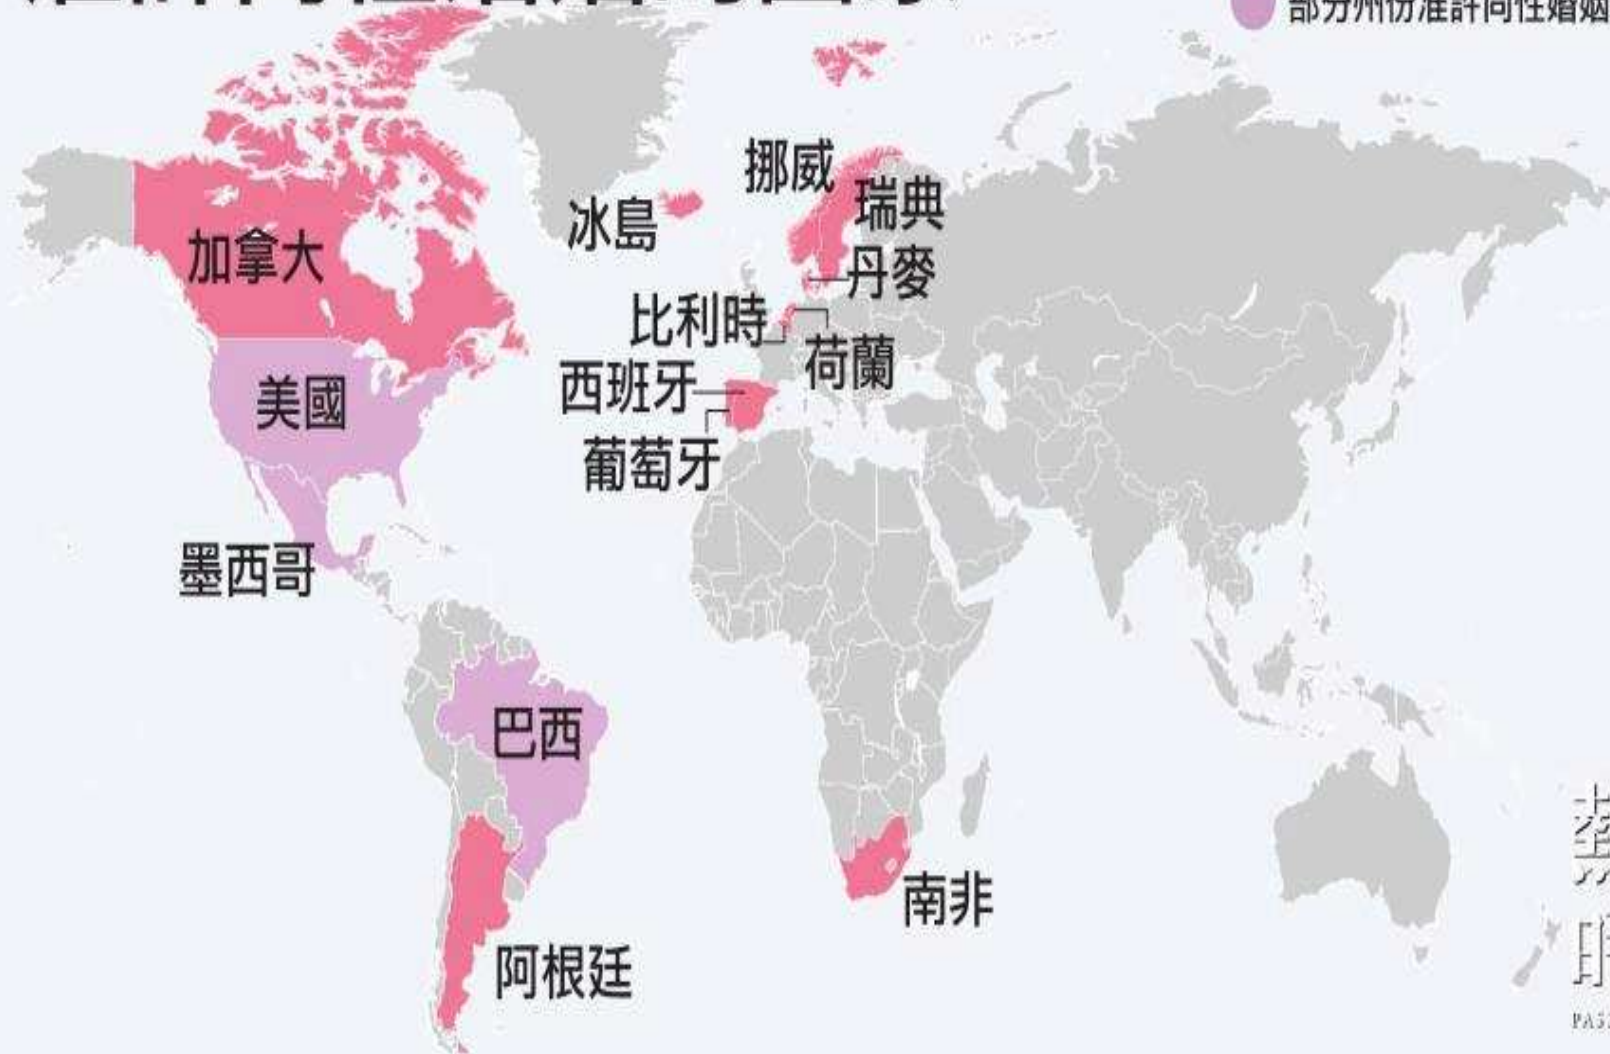 部分州份准許同性婚姻
挪威
瑞典
冰島
加拿大
丹麥
比利時
荷蘭
美國
西班牙
葡萄牙
墨西哥
巴西
南非
阿根廷